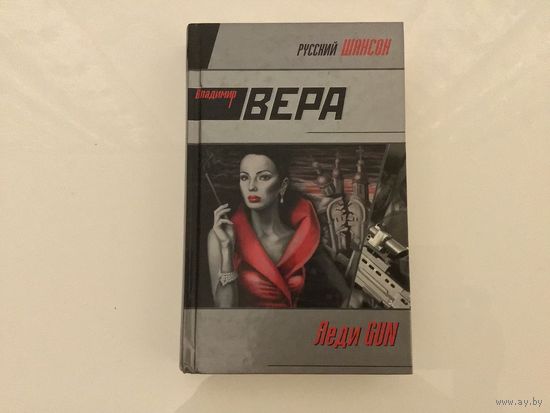 РУССКИЙ ШАНСОН
Владимир
ВЕРА
Леди GUN
www.ay.by